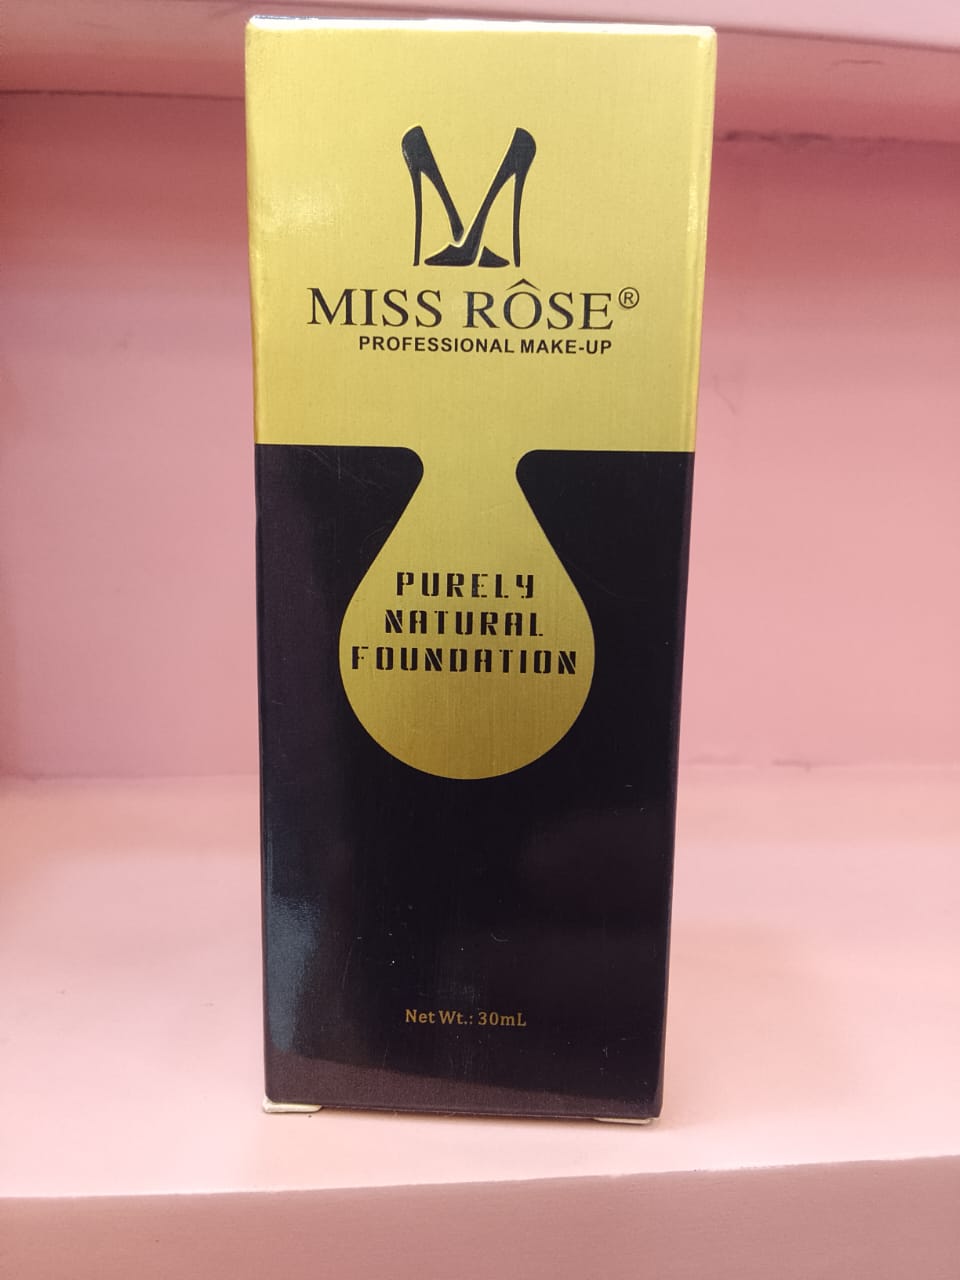 MISS RÔSE®
PROFESSIONAL MAKE-UP
PURELY
NATURAL
FOUNDATION
Net Wt.: 30mL